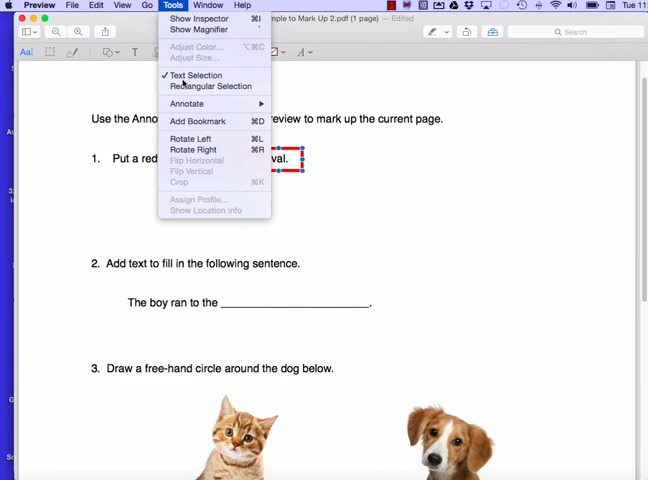 Preview File Edit View Go Tools Window Help Tue 11:
ple to Mark Up 2.pdf (1 page) — Edited
Search
AaI T A
Show Inspector ⌘I
Show Magnifier `
Adjust Color... ⌥⌘C
Adjust Size...
✓ Text Selection
Rectangular Selection
Annotate ▶
Add Bookmark ⌘D
Rotate Left ⌘L
Rotate Right ⌘R
Flip Horizontal
Flip Vertical
Crop ⌘K
Assign Profile...
Show Location Info
Use the Anno review to mark up the current page.
1. Put a red val.
2. Add text to fill in the following sentence.
The boy ran to the ________________________.
3. Draw a free-hand circle around the dog below.